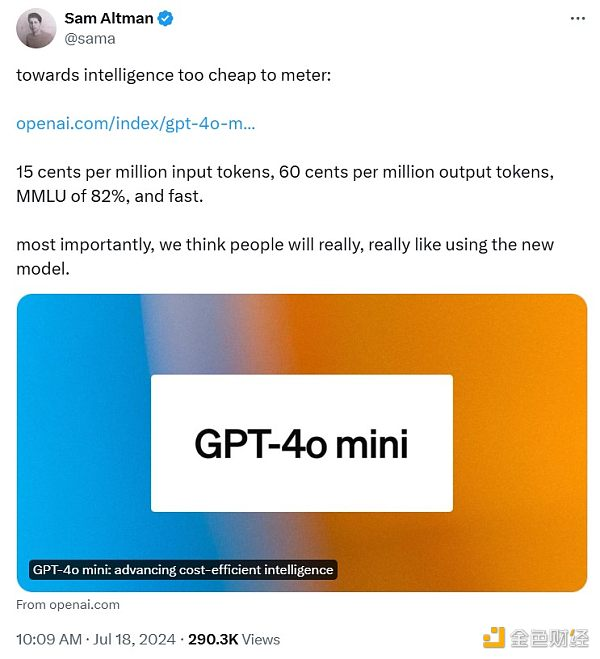 Sam Altman
@sama
towards intelligence too cheap to meter:
openai.com/index/gpt-4o-m...
15 cents per million input tokens, 60 cents per million output tokens,
MMLU of 82%, and fast.
most importantly, we think people will really, really like using the new
model.
GPT-4o mini
GPT-4o mini: advancing cost-efficient intelligence
From openai.com
10:09 AM · Jul 18, 2024 · 290.3K Views
金色财经